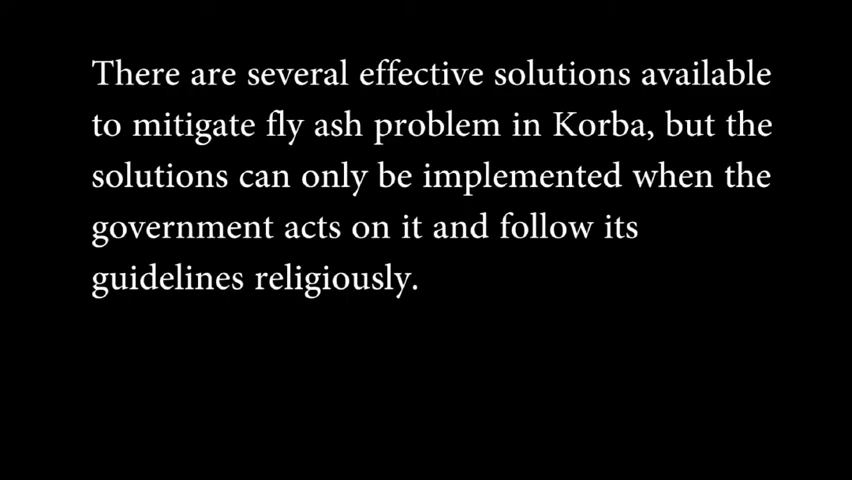 There are several effective solutions available
to mitigate fly ash problem in Korba, but the
solutions can only be implemented when the
government acts on it and follow its
guidelines religiously.